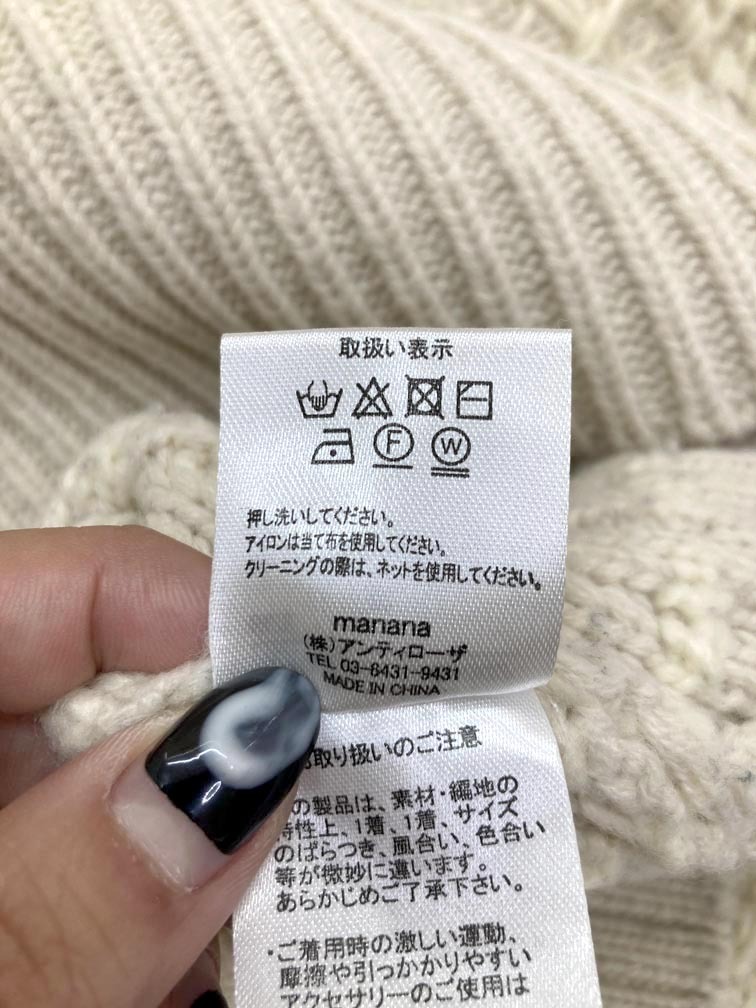 取扱い表示
F W
押し洗いしてください。
アイロンは当て布を使用してください。
クリーニングの際は、ネットを使用してください。
manana
(株)アンティローザ
TEL 03-6431-9431
MADE IN CHINA
取り扱いのご注意
の製品は、素材・編地の
特性上、1着、1着、サイズ
のばらつき、風合い、色合い
等が微妙に違います。
あらかじめご了承下さい。
・ご着用時の激しい運動、
摩擦や引っかかりやすい
アクセサリーのご使用は